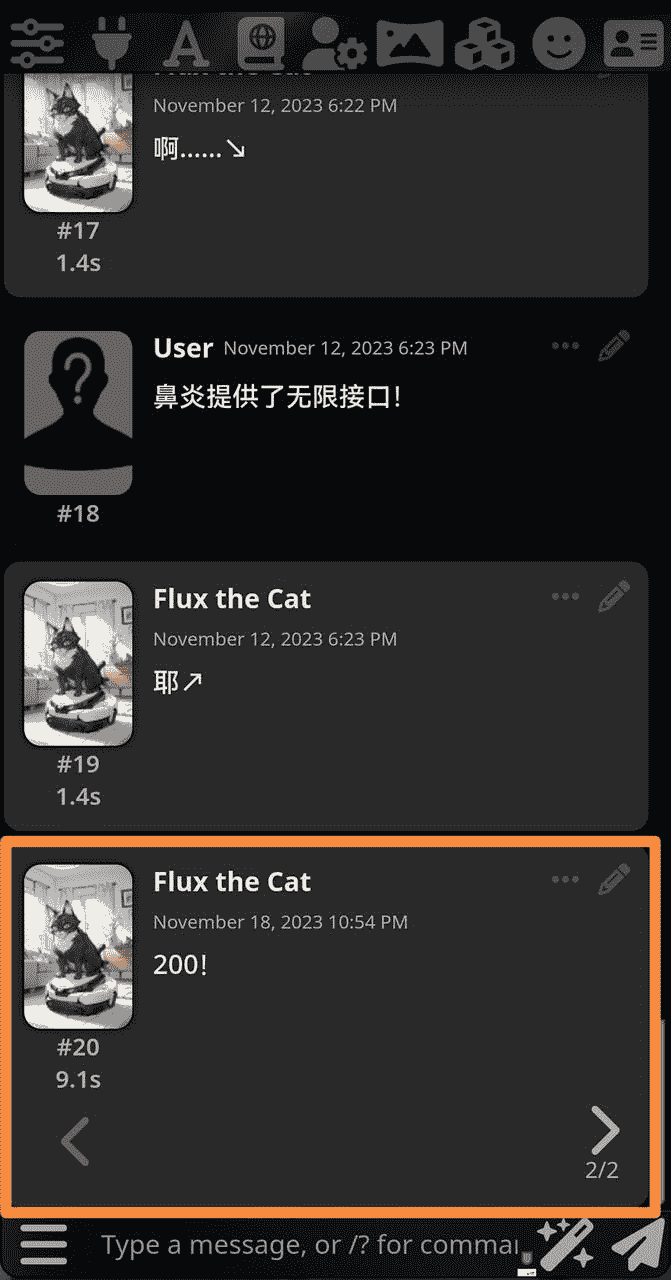 November 12, 2023 6:22 PM
啊……↘
#17
1.4s
User November 12, 2023 6:23 PM
鼻炎提供了无限接口！
#18
Flux the Cat
November 12, 2023 6:23 PM
耶↗
#19
1.4s
Flux the Cat
November 18, 2023 10:54 PM
200！
#20
9.1s
2/2
Type a message, or /? for comma